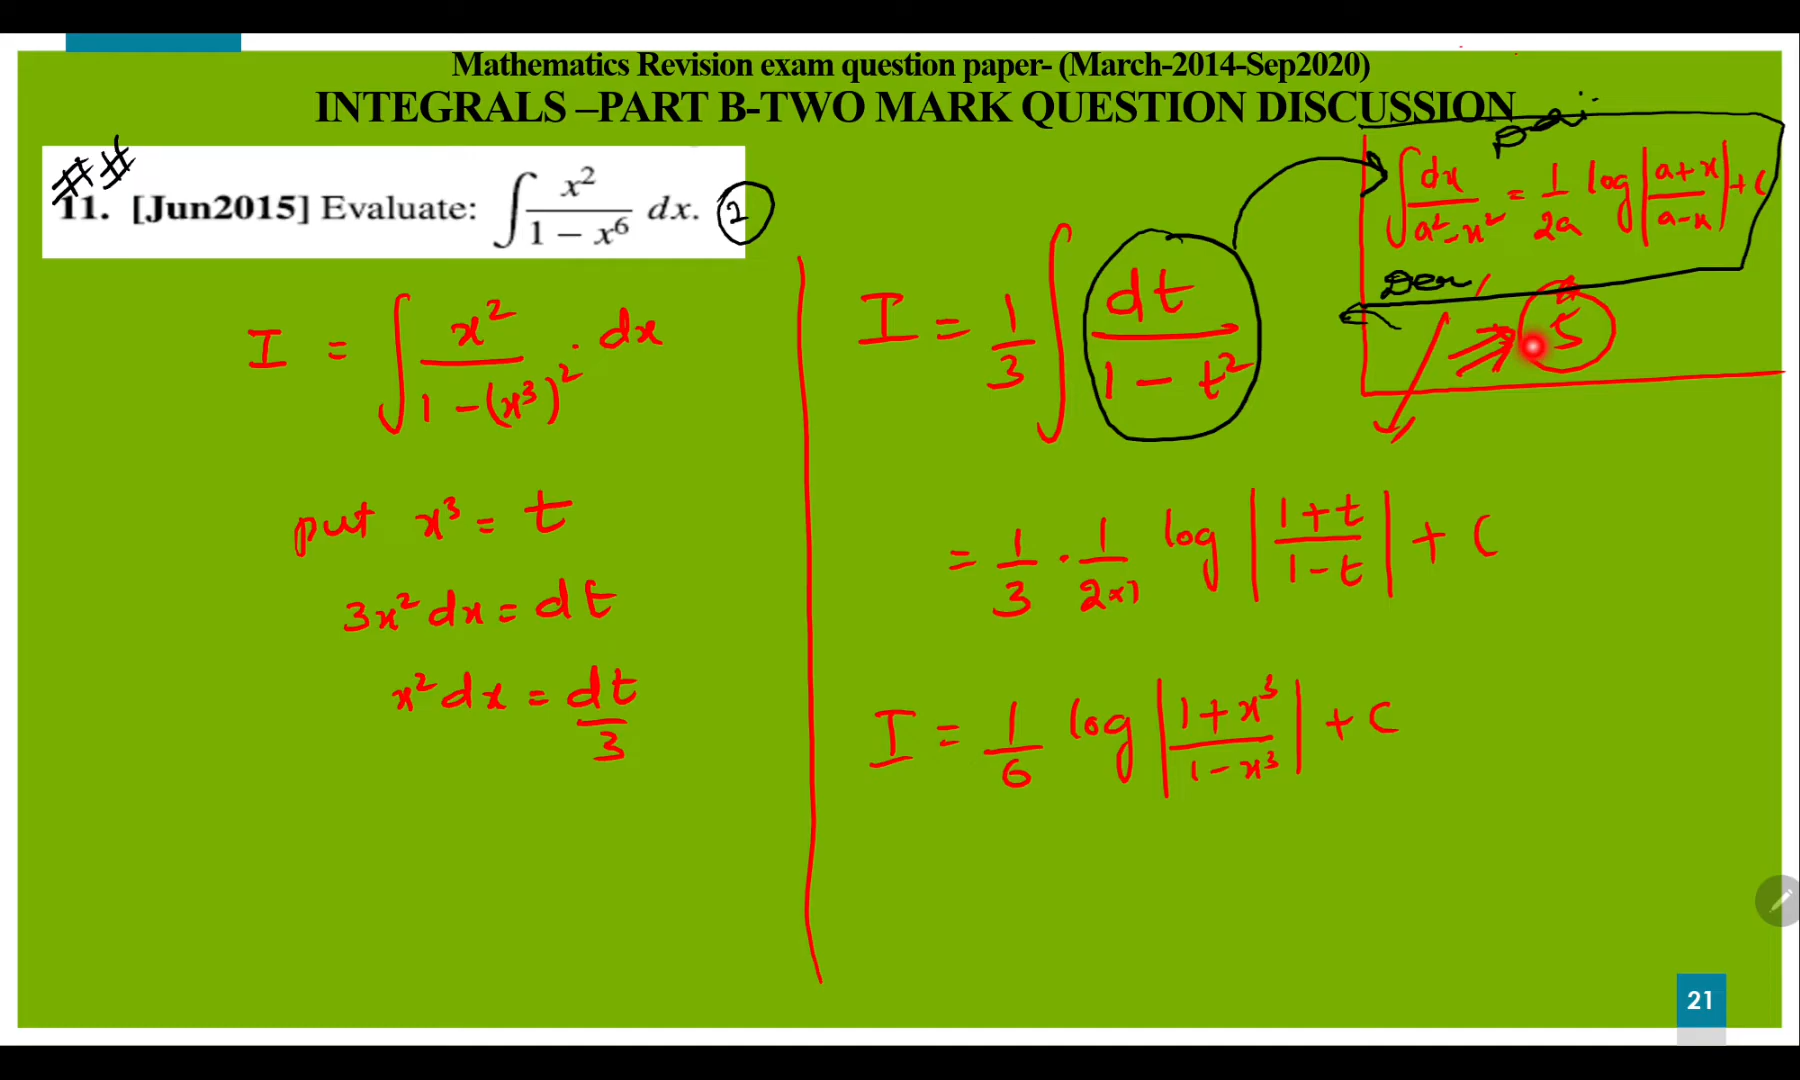 Mathematics Revision exam question paper- (March-2014-Sep2020)
INTEGRALS –PART B-TWO MARK QUESTION DISCUSSION
##
11. [Jun2015] Evaluate: ∫ x²/(1 − x⁶) dx. 2
I = ∫ x²/(1 − (x³)²) · dx
put x³ = t
3x² dx = dt
x² dx = dt/3
∫ dx/(a² − x²) = 1/2a log |(a+x)/(a−x)| + C
Den
5
I = 1/3 ∫ dt/(1 − t²)
= 1/3 · 1/(2×1) log |(1+t)/(1−t)| + C
I = 1/6 log |(1+x³)/(1−x³)| + C
21